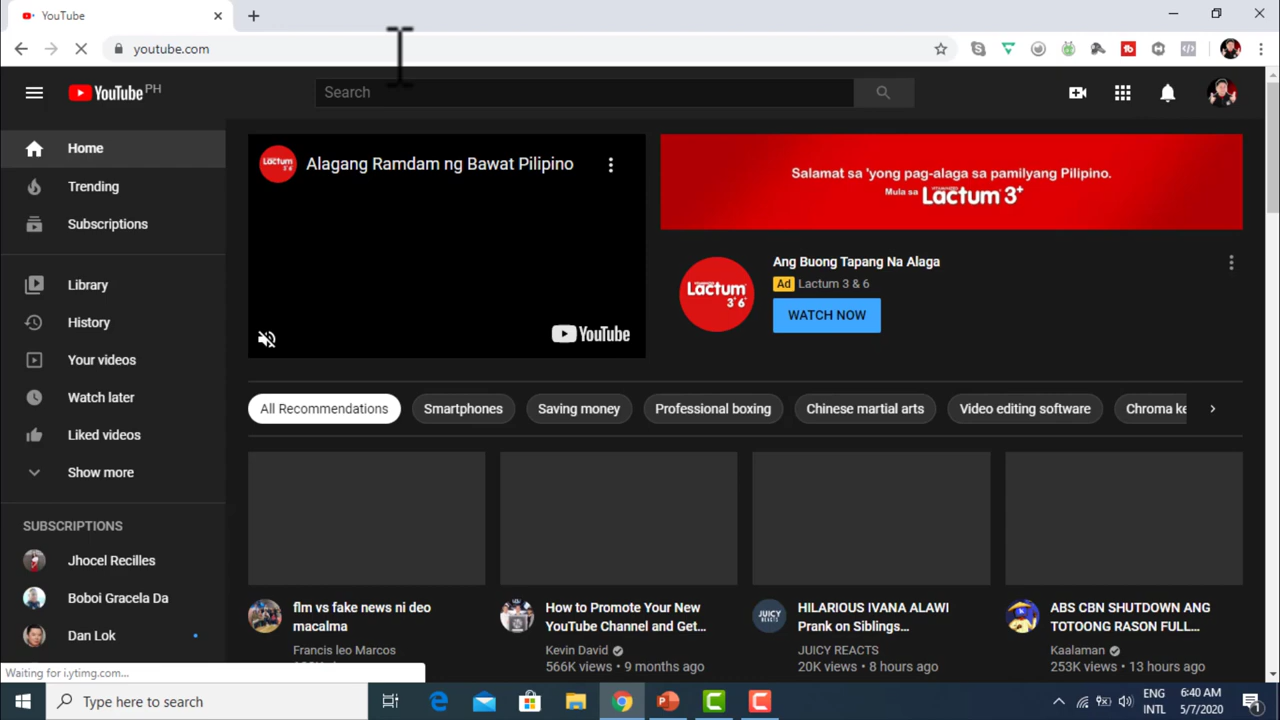 YouTube
youtube.com
YouTube PH
Search
Home
Trending
Subscriptions
Library
History
Your videos
Watch later
Liked videos
Show more
SUBSCRIPTIONS
Jhocel Recilles
Boboi Gracela Da
Dan Lok
Lactum 3+6+
Alagang Ramdam ng Bawat Pilipino
YouTube
Salamat sa 'yong pag-alaga sa pamilyang Pilipino.
Mula sa Lactum 3+
Lactum 3+6+
Ang Buong Tapang Na Alaga
Ad Lactum 3 & 6
WATCH NOW
All Recommendations
Smartphones
Saving money
Professional boxing
Chinese martial arts
Video editing software
Chroma ke
flm vs fake news ni deo
macalma
Francis leo Marcos
How to Promote Your New
YouTube Channel and Get...
Kevin David
566K views • 9 months ago
JUICY REACTS
HILARIOUS IVANA ALAWI
Prank on Siblings...
JUICY REACTS
20K views • 8 hours ago
ABS CBN SHUTDOWN ANG
TOTOONG RASON FULL...
Kaalaman
253K views • 13 hours ago
Waiting for i.ytimg.com...
Type here to search
ENG
INTL
6:40 AM
5/7/2020